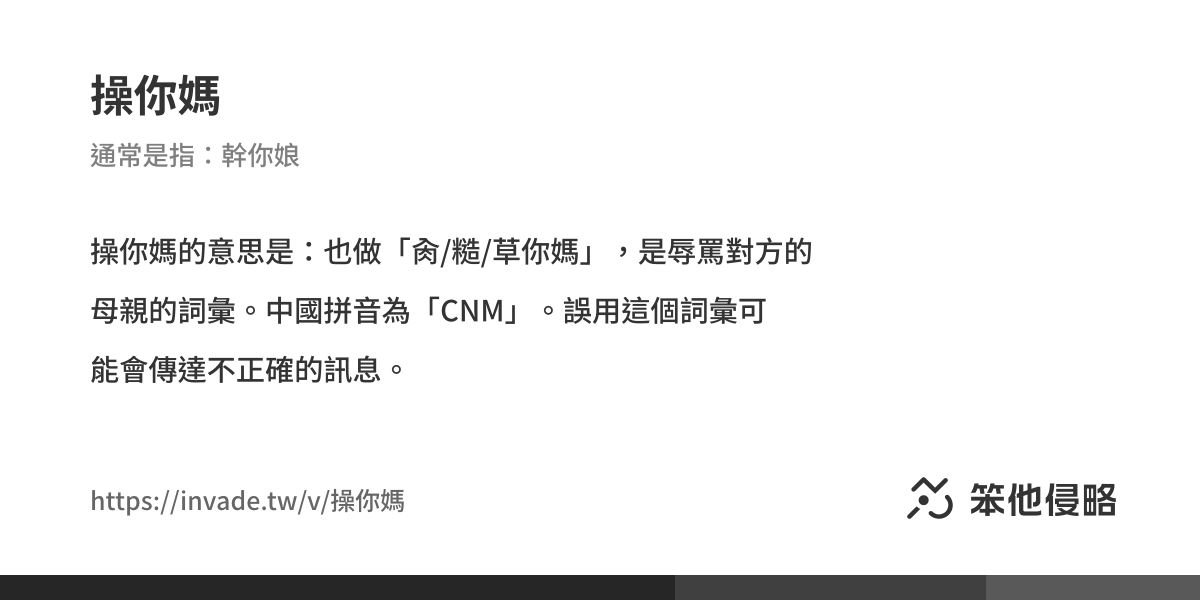 操你媽
通常是指：幹你娘
操你媽的意思是：也做「肏/糙/草你媽」，是辱罵對方的
母親的詞彙。中國拼音為「CNM」。誤用這個詞彙可
能會傳達不正確的訊息。
https://invade.tw/v/操你媽
笨他侵略